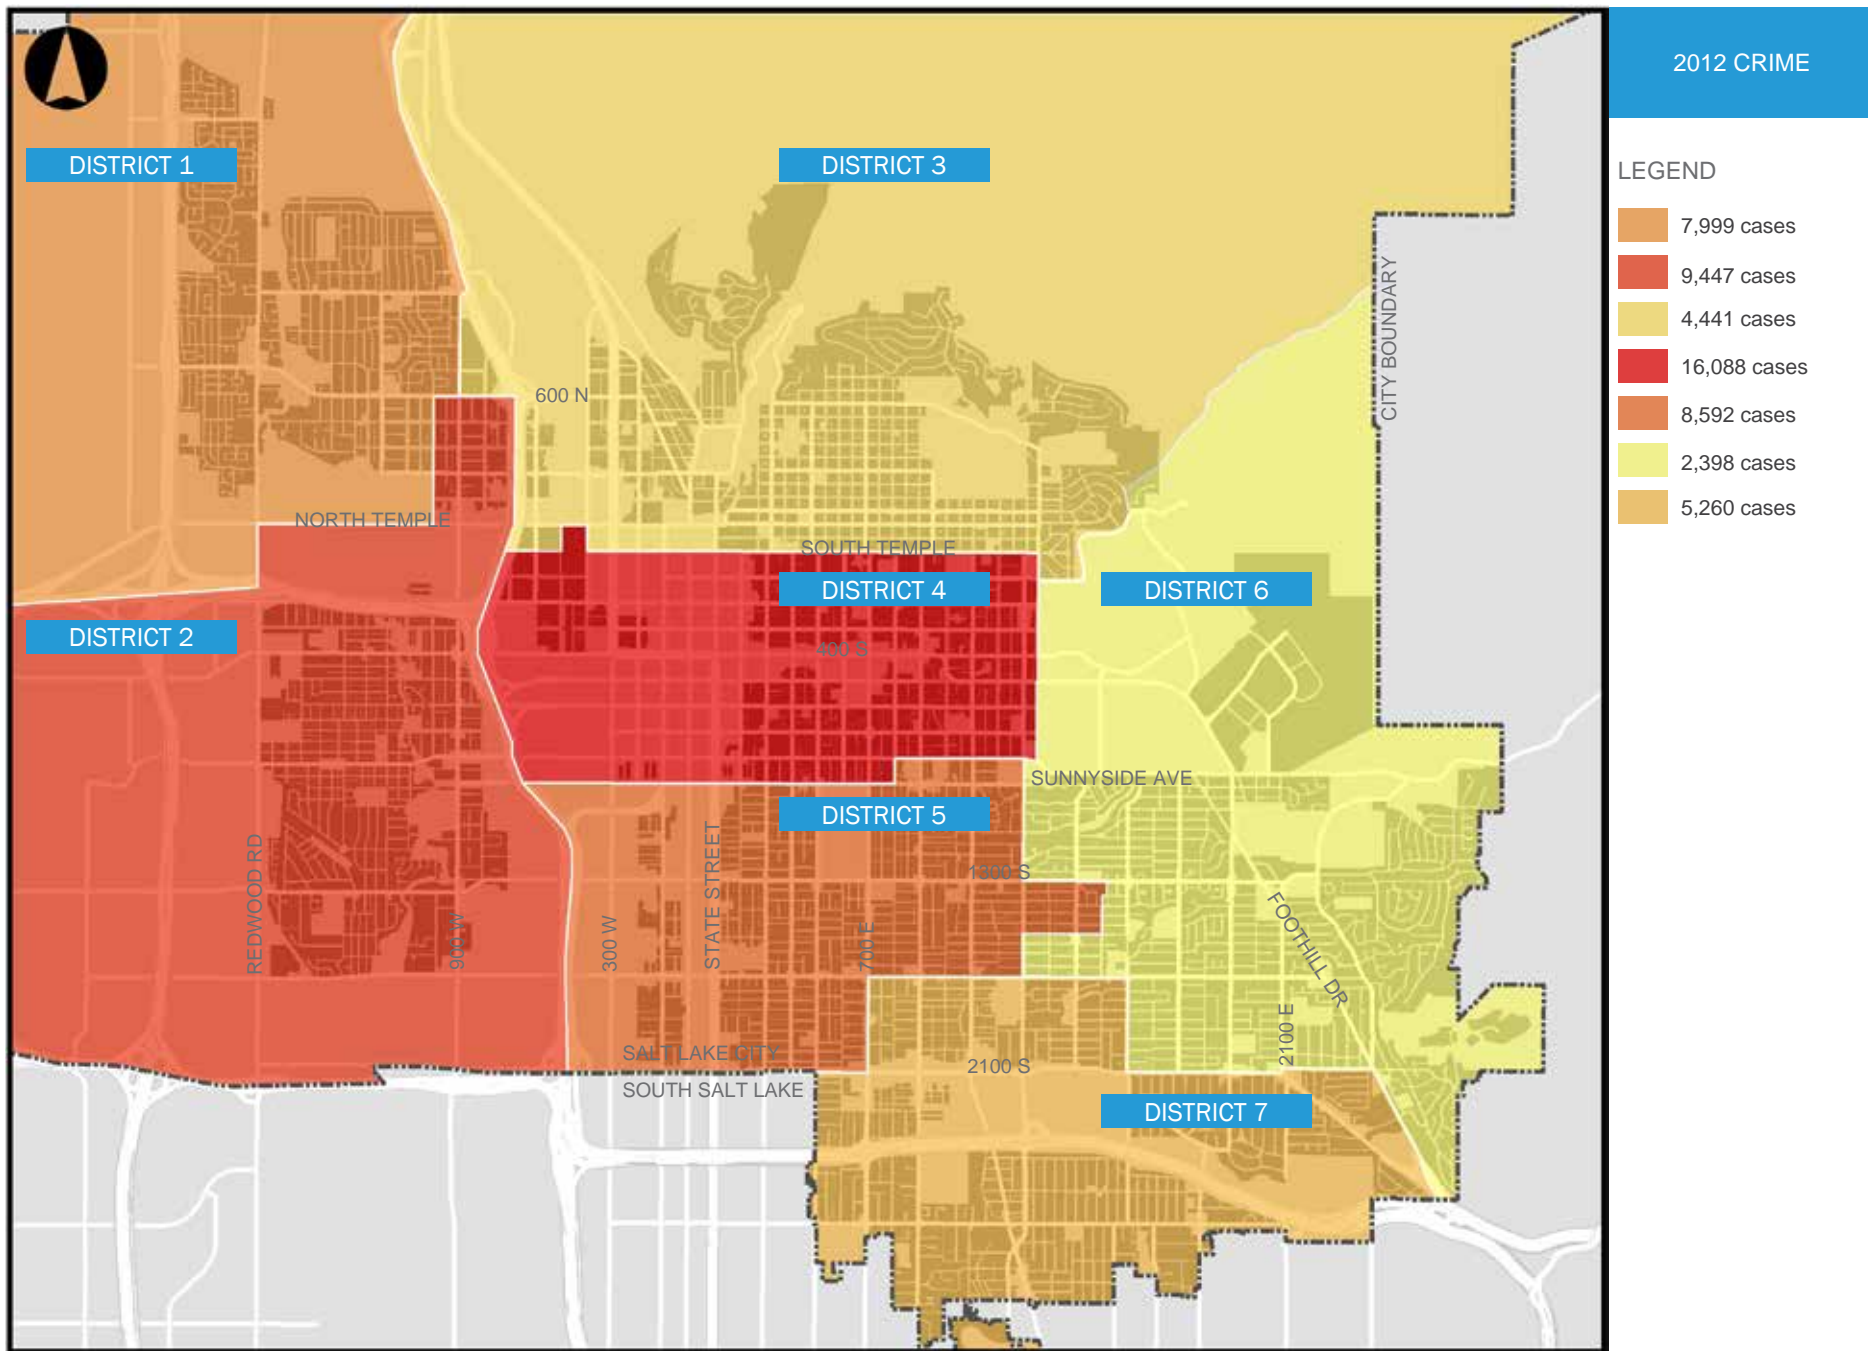 2012 CRIME
LEGEND
7,999 cases
9,447 cases
4,441 cases
16,088 cases
8,592 cases
2,398 cases
5,260 cases
DISTRICT 1
DISTRICT 3
CITY BOUNDARY
600 N
NORTH TEMPLE
SOUTH TEMPLE
DISTRICT 4
DISTRICT 6
DISTRICT 2
400 S
SUNNYSIDE AVE
DISTRICT 5
1300 S
REDWOOD RD
900 W
300 W
STATE STREET
700 E
FOOTHILL DR
2100 E
SALT LAKE CITY
2100 S
SOUTH SALT LAKE
DISTRICT 7